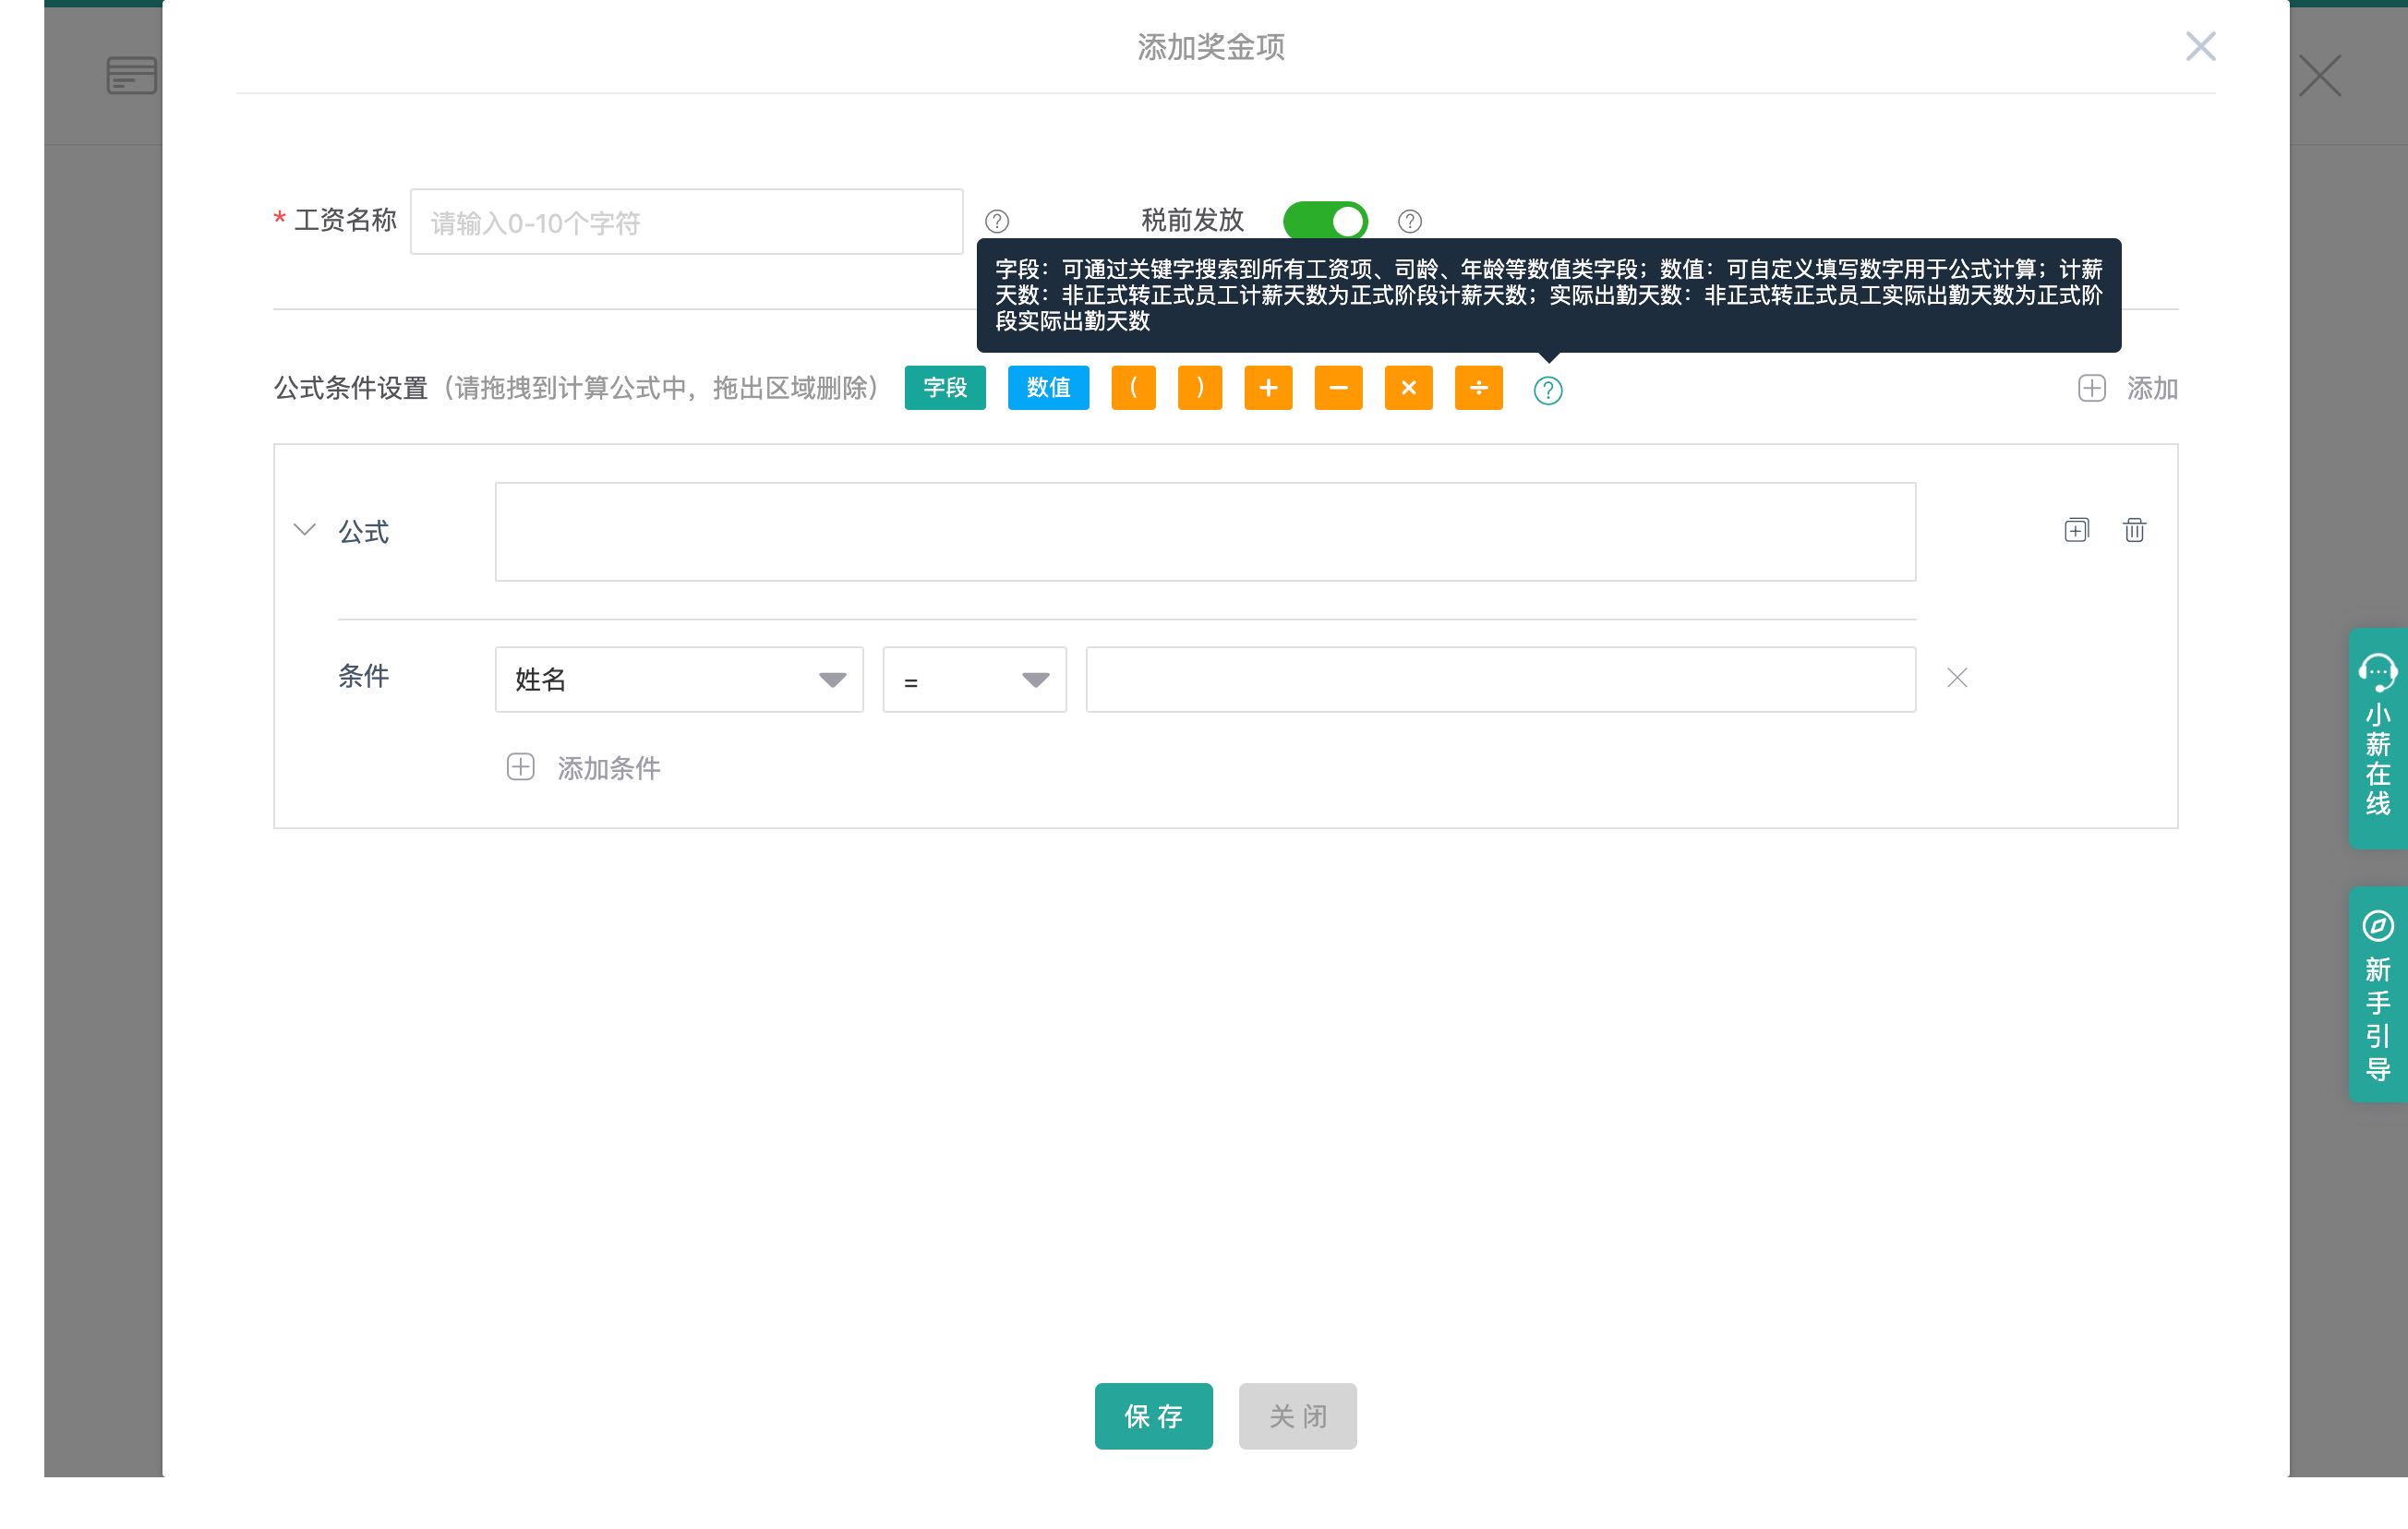 添加奖金项
* 工资名称 请输入0-10个字符 税前发放
字段：可通过关键字搜索到所有工资项、司龄、年龄等数值类字段；数值：可自定义填写数字用于公式计算；计薪
天数：非正式转正式员工计薪天数为正式阶段计薪天数；实际出勤天数：非正式转正式员工实际出勤天数为正式阶
段实际出勤天数
公式条件设置（请拖拽到计算公式中，拖出区域删除） 字段 数值 ( ) + − × ÷ ? 添加
公式
条件 姓名 =
添加条件
保存 关闭
小薪在线
新手引导